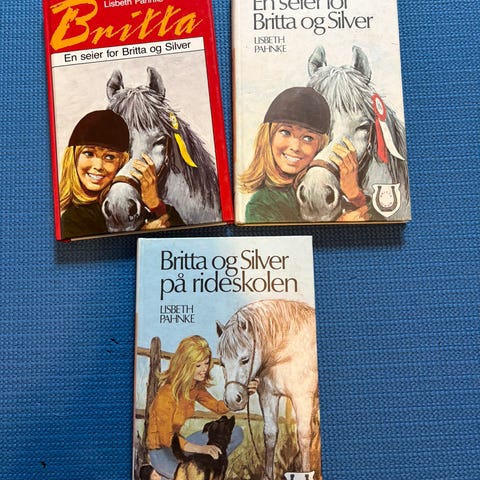 Lisbeth Pahnke
Britta
En seier for Britta og Silver
En seier for
Britta og Silver
LISBETH
PAHNKE
Britta og Silver
på rideskolen
LISBETH
PAHNKE